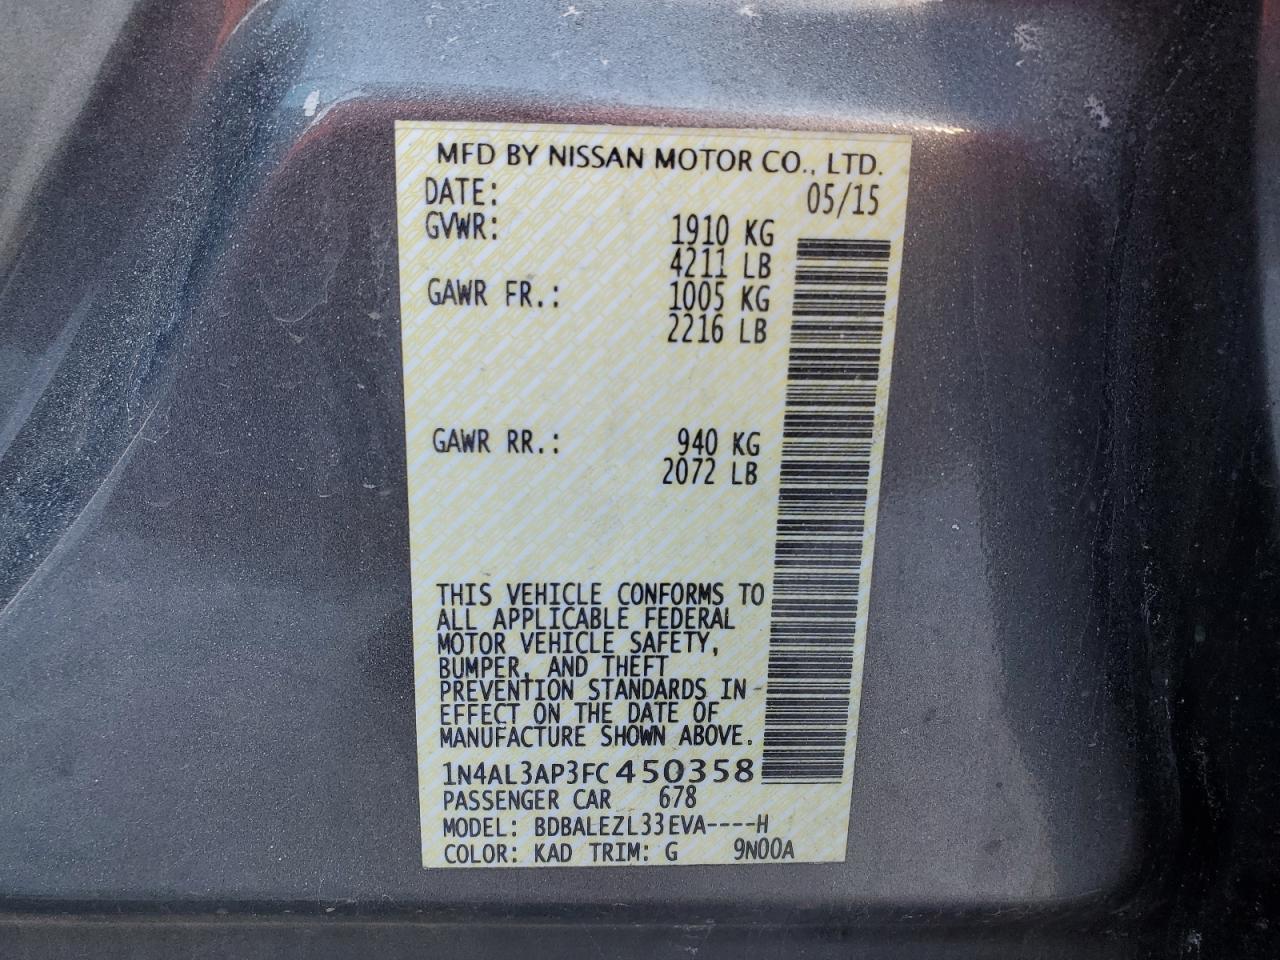 MFD BY NISSAN MOTOR CO., LTD.
DATE: 05/15
GVWR: 1910 KG
4211 LB
GAWR FR.: 1005 KG
2216 LB
GAWR RR.: 940 KG
2072 LB
THIS VEHICLE CONFORMS TO
ALL APPLICABLE FEDERAL
MOTOR VEHICLE SAFETY,
BUMPER, AND THEFT
PREVENTION STANDARDS IN
EFFECT ON THE DATE OF
MANUFACTURE SHOWN ABOVE.
1N4AL3AP3FC450358
PASSENGER CAR 678
MODEL: BDBALEZL33EVA----H
COLOR: KAD TRIM: G 9N00A